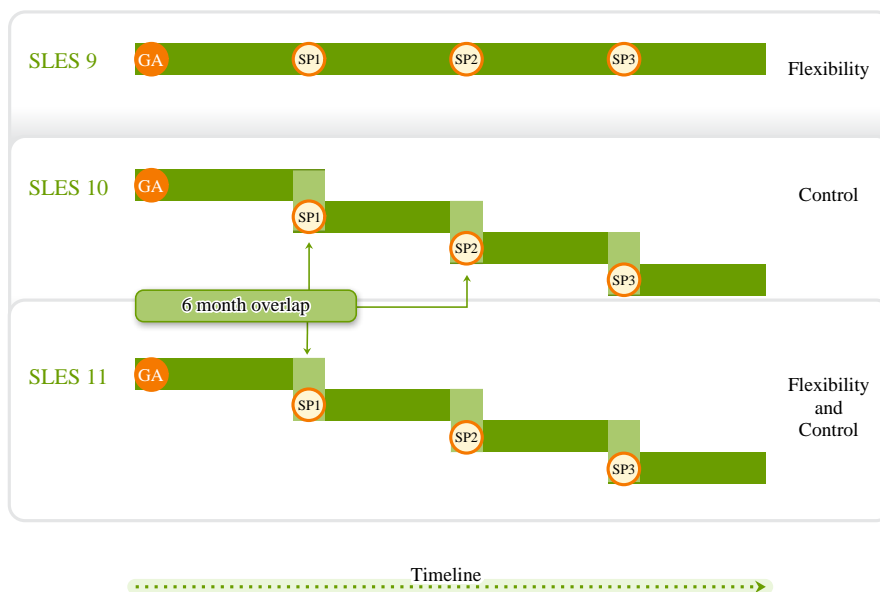 SLES 9
GA
SP1
SP2
SP3
Flexibility
SLES 10
GA
SP1
SP2
SP3
Control
6 month overlap
SLES 11
GA
SP1
SP2
SP3
Flexibility
and
Control
Timeline